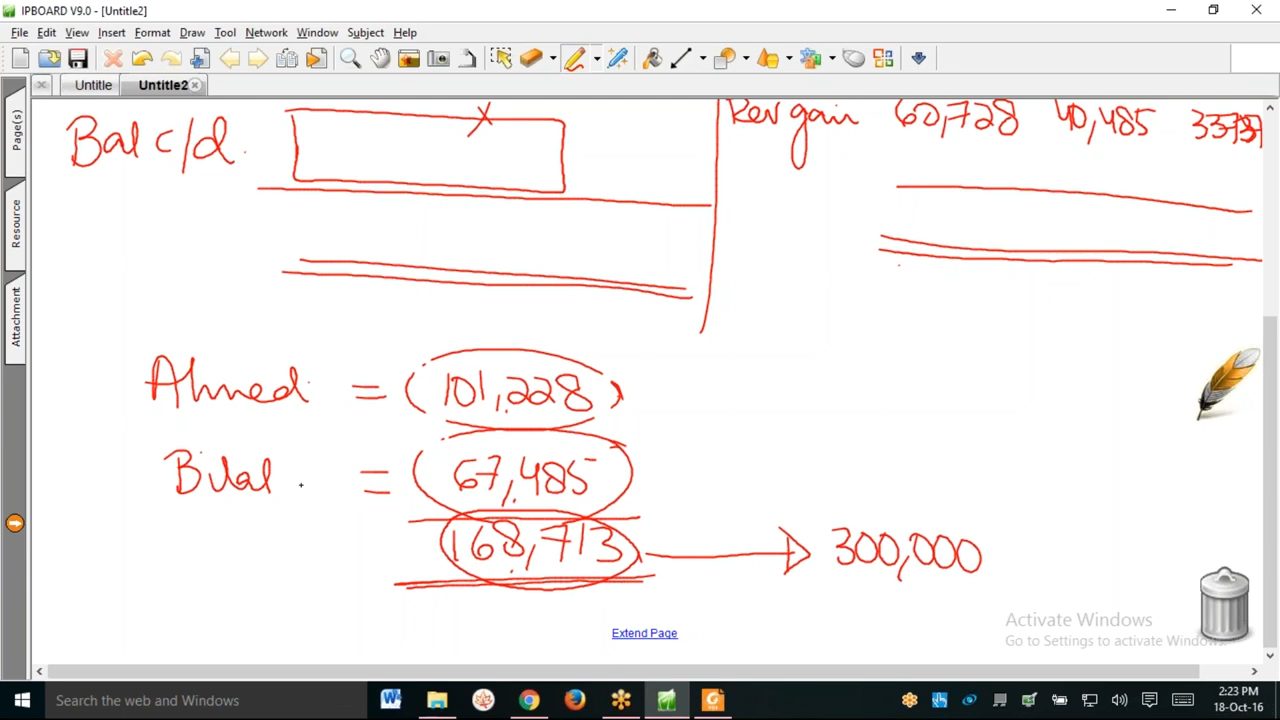 IPBOARD V9.0 - [Untitle2]
File Edit View Insert Format Draw Tool Network Window Subject Help
Untitle Untitle2
Page(s)
Resource
Attachment
Bal c/d. X
Rev gain 60,728 40,485
Ahmed = (101,228)
Bilal = (67,485)
168,713 → 300,000
Extend Page
Activate Windows
Go to Settings to activate Windows.
Search the web and Windows
2:23 PM
18-Oct-16